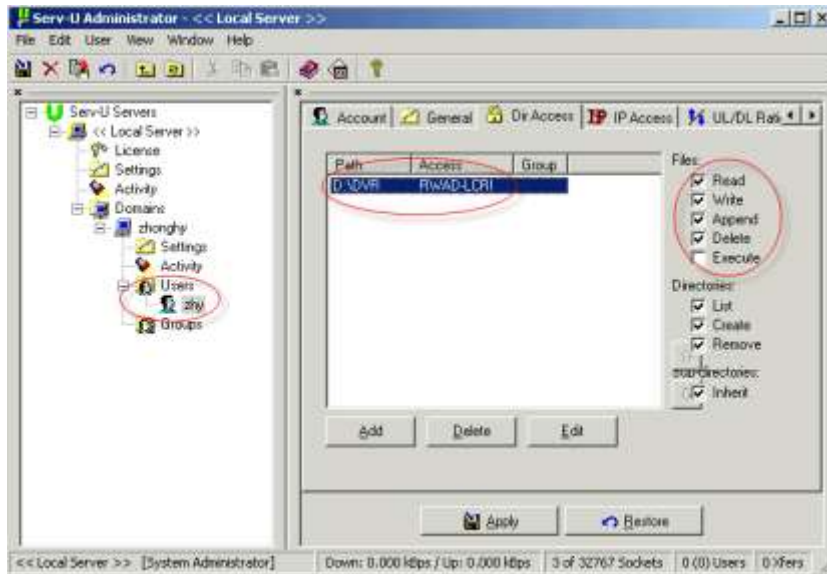 Serv-U Administrator - << Local Server >>
File Edit User View Window Help
Serv-U Servers
<< Local Server >>
License
Settings
Activity
Domains
zhonghy
Settings
Activity
Users
zhy
Groups
Account General Dir Access IP Access UL/DL
Path Access Group
D:\DVR RWAD-LCRI
Files:
Read
Write
Append
Delete
Execute
Directories:
List
Create
Remove
Sub-Directories:
Inherit
Add Delete Edit
Apply Restore
<< Local Server >> [System Administrator] Down: 0.000 kBps / Up: 0.000 kBps 3 of 32767 Sockets 0 (0) Users 0 Xfers